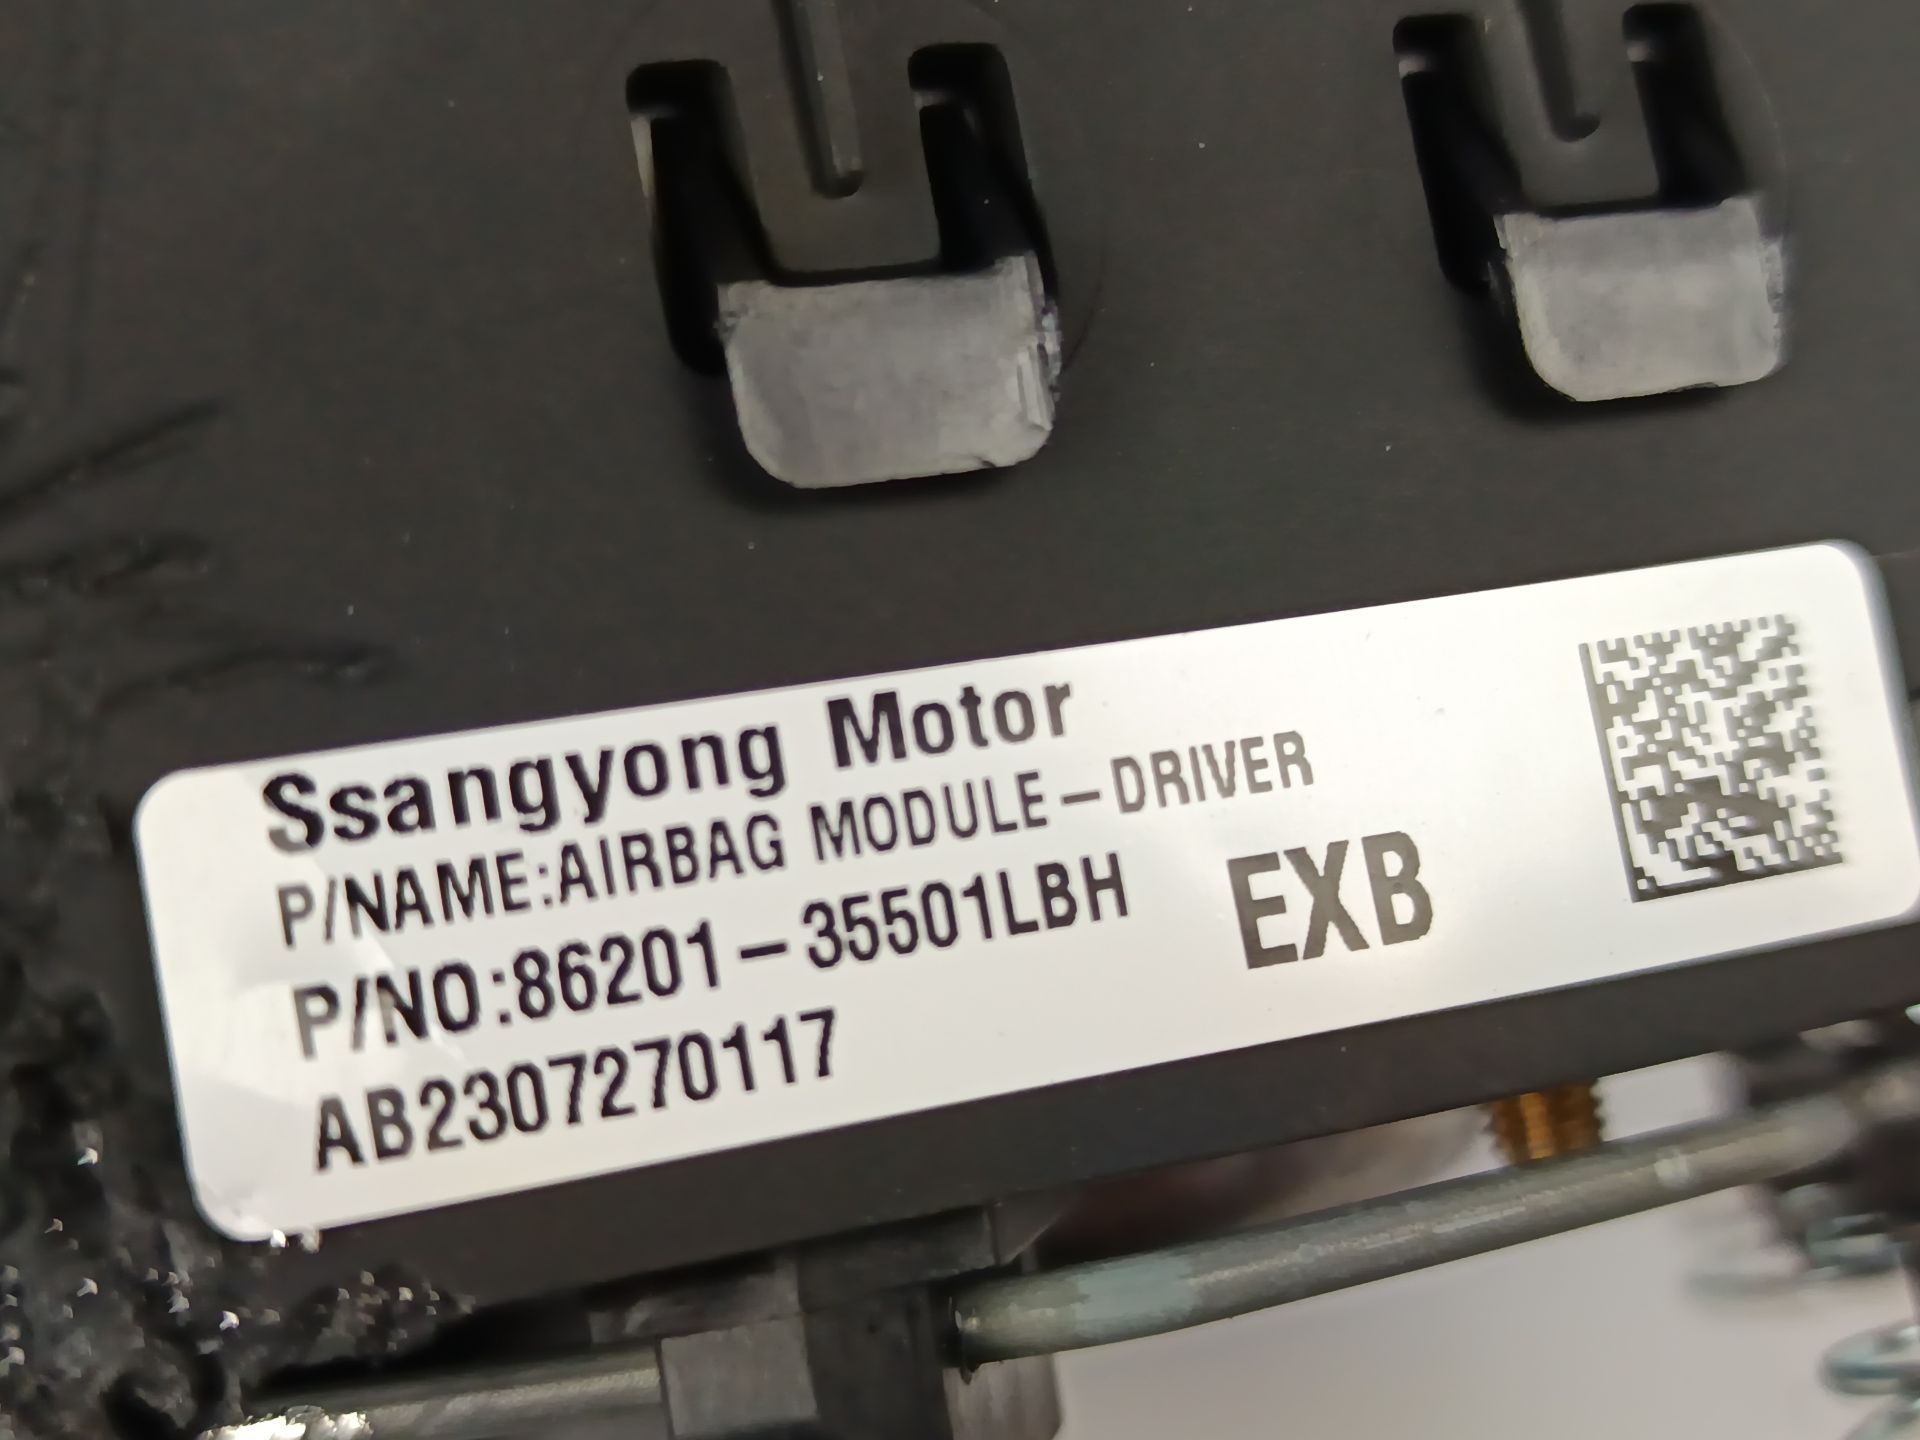 Ssangyong Motor
P/NAME:AIRBAG MODULE-DRIVER
P/NO:86201-35501LBH EXB
AB2307270117